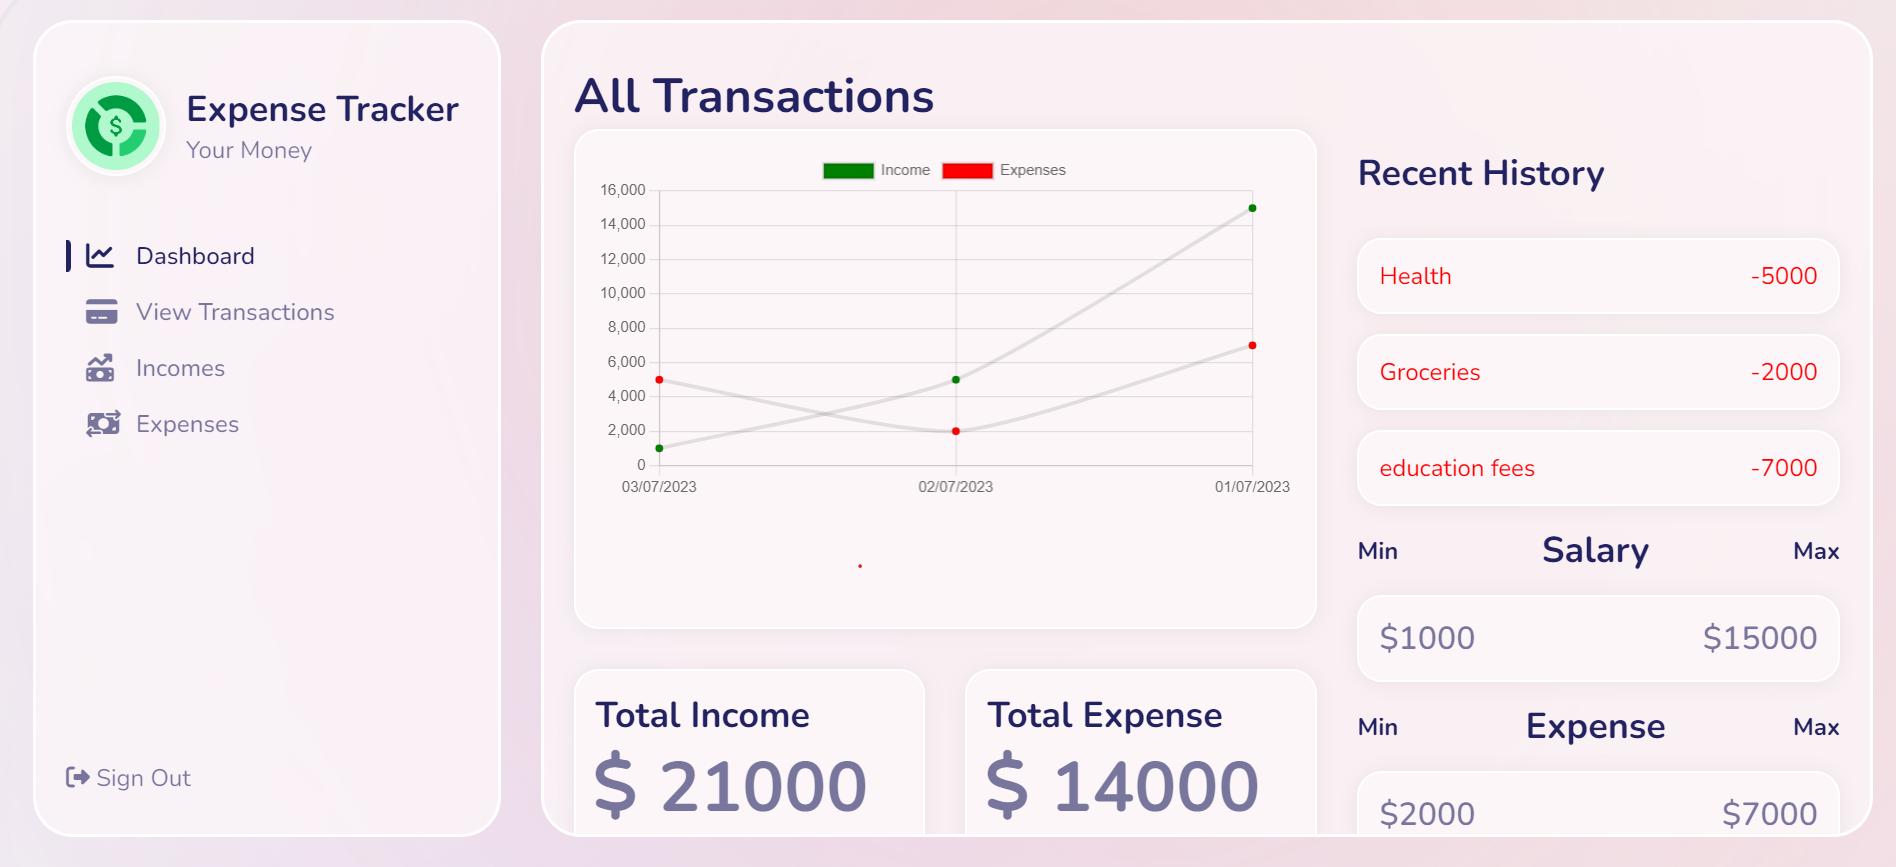 Expense Tracker
Your Money
Dashboard
View Transactions
Incomes
Expenses
Sign Out
All Transactions
Income
Expenses
16,000
14,000
12,000
10,000
8,000
6,000
4,000
2,000
0
03/07/2023
02/07/2023
01/07/2023
Total Income
$ 21000
Total Expense
$ 14000
Recent History
Health -5000
Groceries -2000
education fees -7000
Min Salary Max
$1000 $15000
Min Expense Max
$2000 $7000